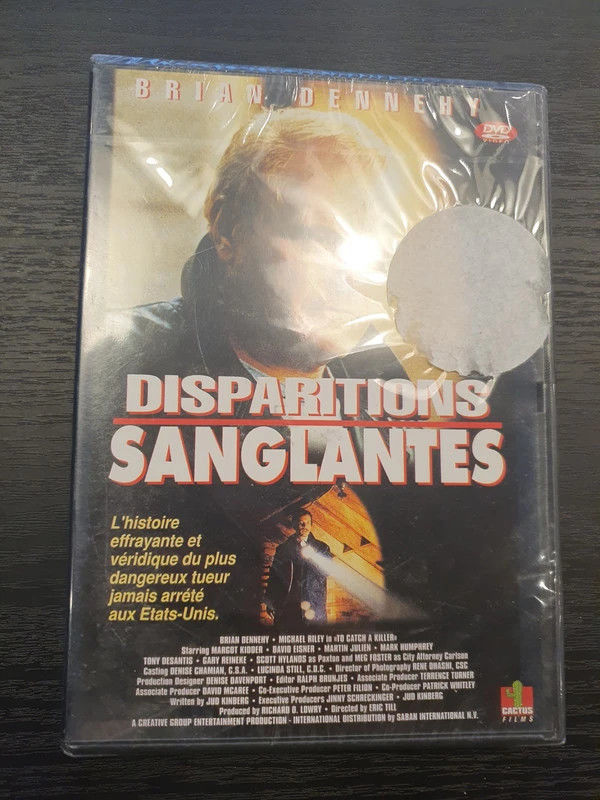 BRIAN DENNEHY
DVD
VIDEO
DISPARITIONS
SANGLANTES
L'histoire
effrayante et
véridique du plus
dangereux tueur
jamais arrété
aux Etats-Unis.
BRIAN DENNEHY • MICHAEL RILEY in «TO CATCH A KILLER»
Starring MARGOT KIDDER • DAVID EISNER • MARTIN JULIEN • MARK HUMPHREY
TONY DESANTIS • GARY REINEKE • SCOTT HYLANDS as Paxton and MEG FOSTER as City Attorney Carlson
Casting DENISE CHAMIAN, C.S.A. • LUCINDA STILL, C.D.C. • Director of Photography RENE OHASHI, CSC
Production Designer DENISE DAVENPORT • Editor RALPH BRUNJES • Associate Producer TERRENCE TURNER
Associate Producer DAVID MCAREE • Co-Executive Producer PETER FILION • Co-Producer PATRICK WHITLEY
Written by JUD KINBERG • Executive Producers JINNY SCHRECKINGER • JUD KINBERG
Produced by RICHARD O. LOWRY • Directed by ERIC TILL
A CREATIVE GROUP ENTERTAINMENT PRODUCTION - INTERNATIONAL DISTRIBUTION by SABAN INTERNATIONAL N.V.
CACTUS
FILMS